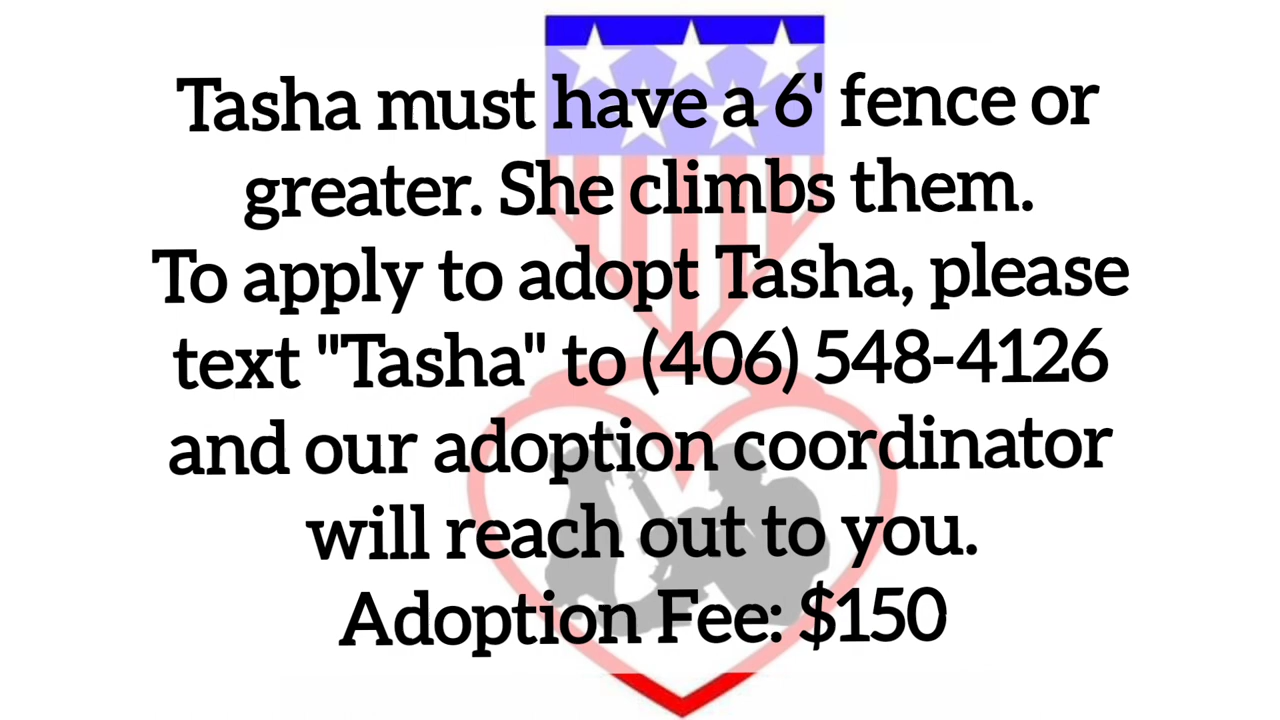 Tasha must have a 6' fence or
greater. She climbs them.
To apply to adopt Tasha, please
text "Tasha" to (406) 548-4126
and our adoption coordinator
will reach out to you.
Adoption Fee: $150